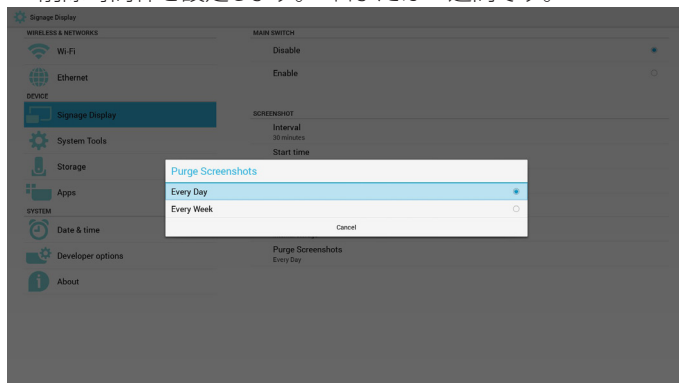 Signage Display
WIRELESS & NETWORKS
Wi-Fi
Ethernet
DEVICE
Signage Display
System Tools
Storage
Apps
SYSTEM
Date & time
Developer options
About
MAIN SWITCH
Disable
Enable
SCREENSHOT
Interval
30 minutes
Start time
Purge Screenshots
Every Day
Every Week
Cancel
Purge Screenshots
Every Day